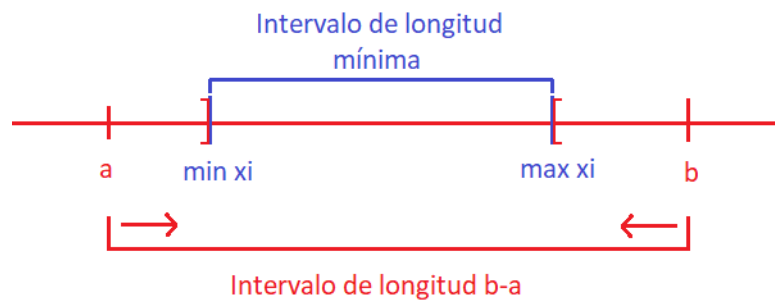 Intervalo de longitud
mínima
a
min xi
max xi
b
Intervalo de longitud b-a